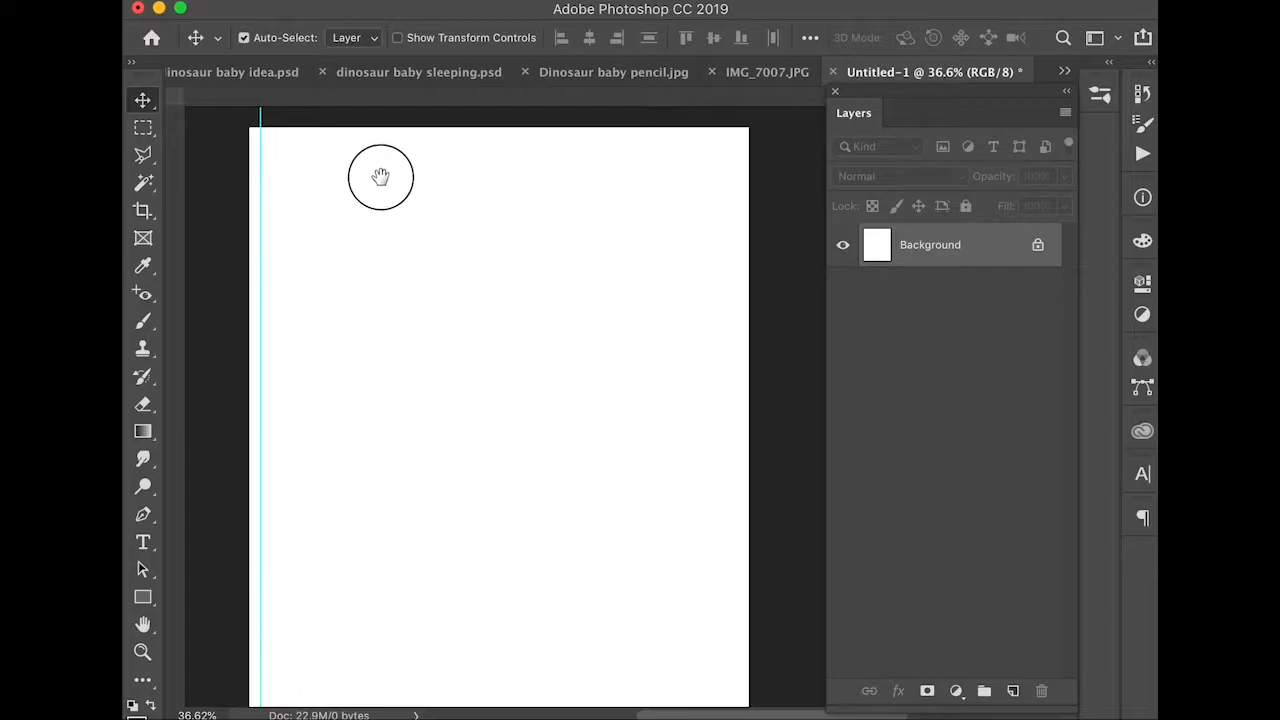 Adobe Photoshop CC 2019
Auto-Select: Layer Show Transform Controls 3D Mode:
dinosaur baby idea.psd dinosaur baby sleeping.psd Dinosaur baby pencil.jpg IMG_7007.JPG Untitled-1 @ 36.6% (RGB/8) *
Layers
Kind
Normal Opacity: 100%
Lock: Fill: 100%
Background
36.62% Doc: 22.9M/0 bytes